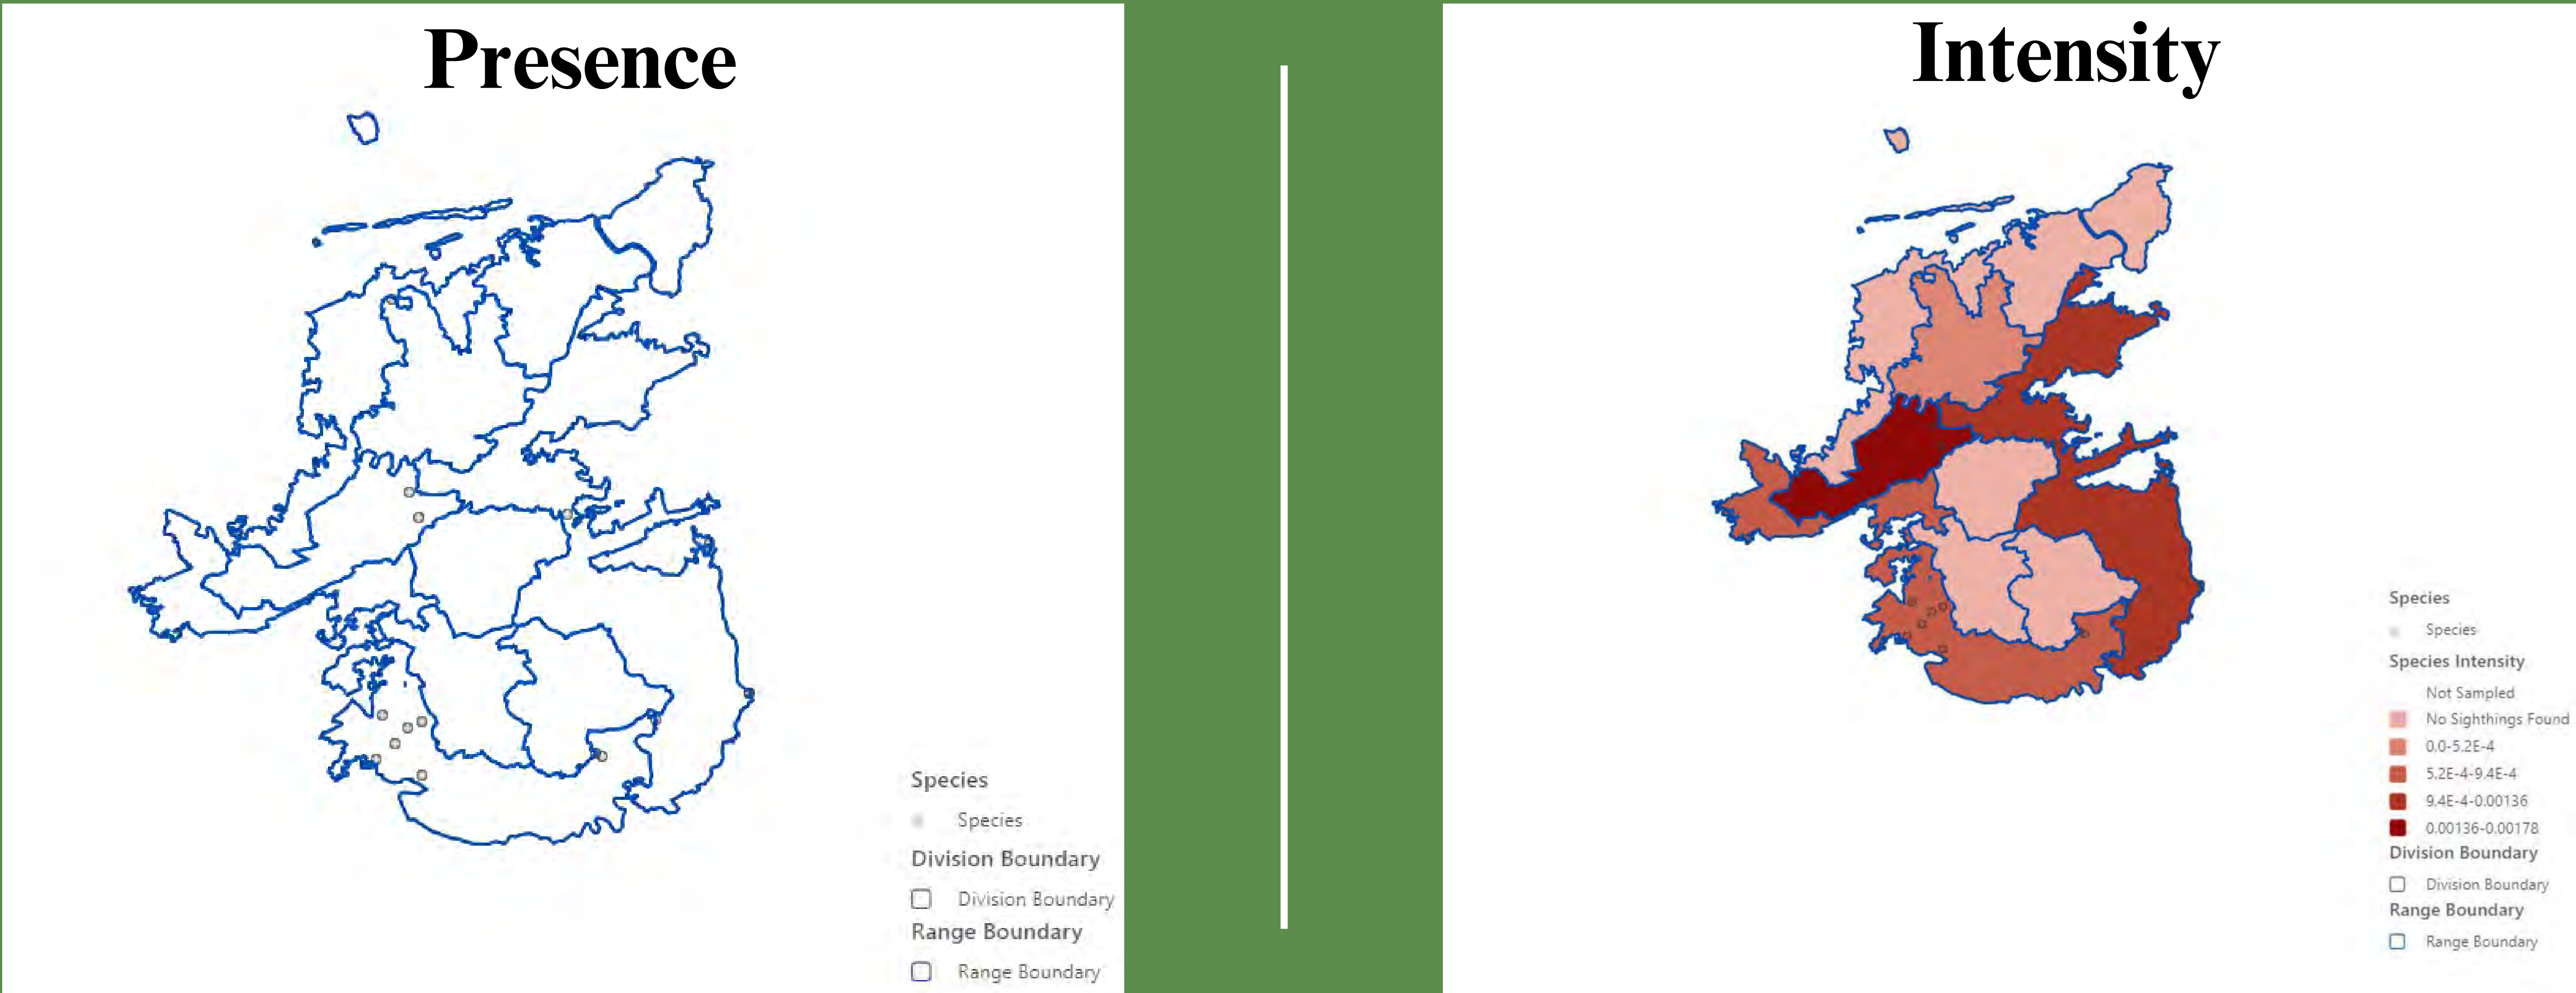 Presence
Species
Species
Division Boundary
Division Boundary
Range Boundary
Range Boundary
Intensity
Species
Species
Species Intensity
Not Sampled
No Sighthings Found
0.0-5.2E-4
5.2E-4-9.4E-4
9.4E-4-0.00136
0.00136-0.00178
Division Boundary
Division Boundary
Range Boundary
Range Boundary